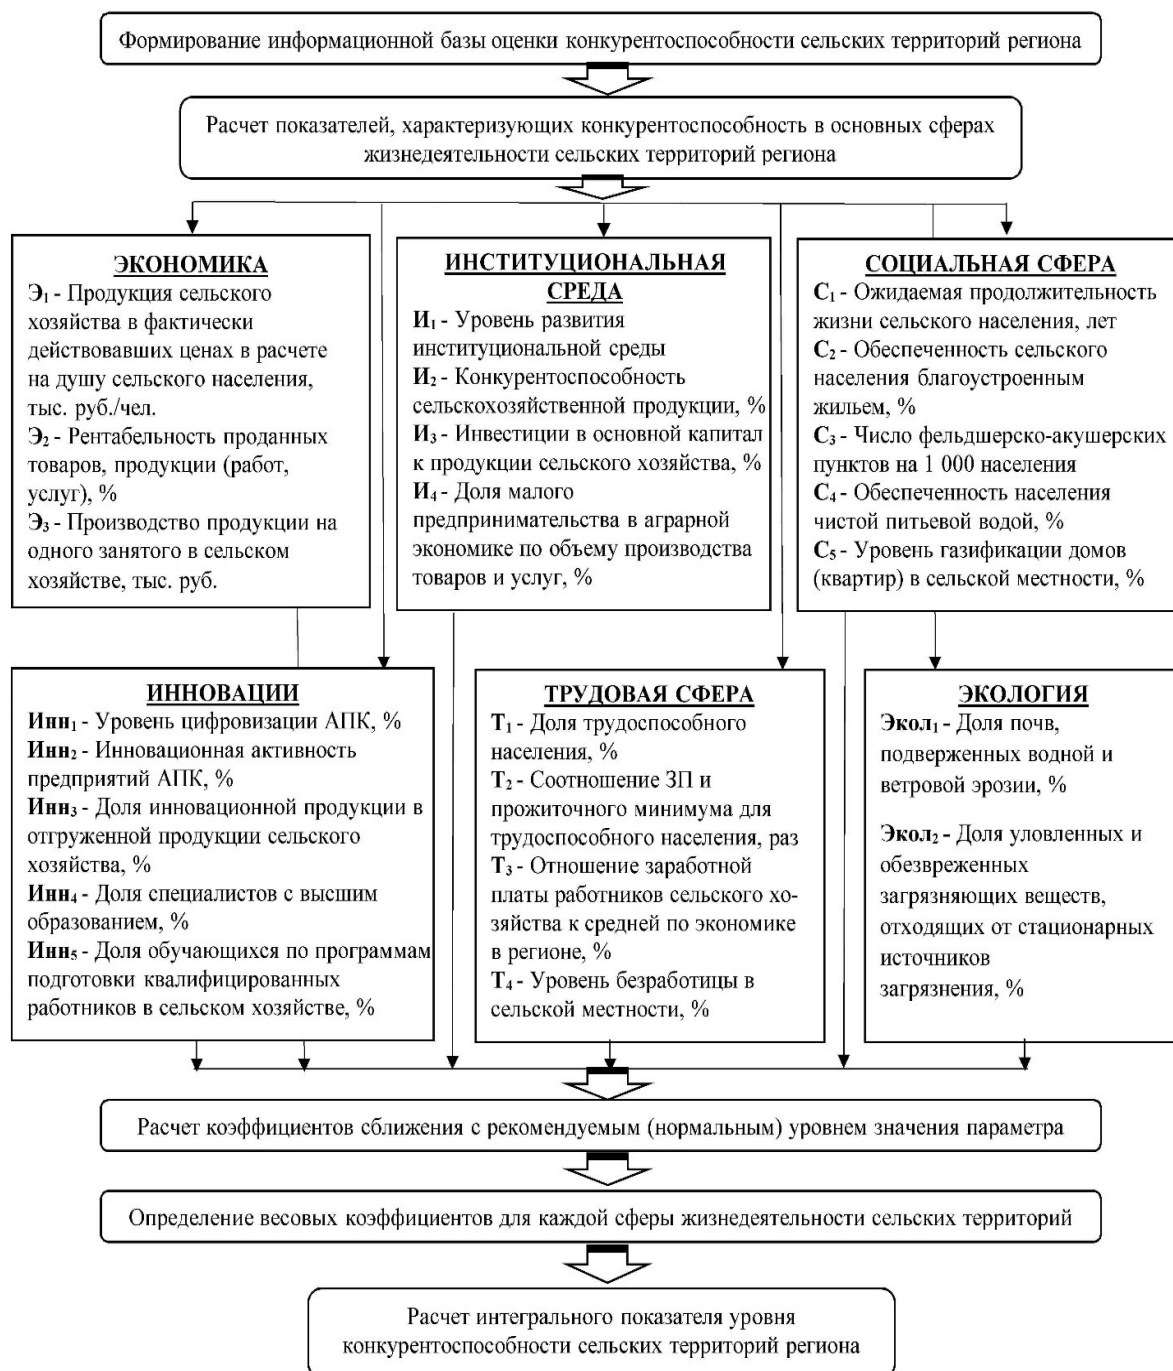 Формирование информационной базы оценки конкурентоспособности сельских территорий региона
Расчет показателей, характеризующих конкурентоспособность в основных сферах
жизнедеятельности сельских территорий региона
ЭКОНОМИКА
Э1 - Продукция сельского
хозяйства в фактически
действовавших ценах в расчете
на душу сельского населения,
тыс. руб./чел.
Э2 - Рентабельность проданных
товаров, продукции (работ,
услуг), %
Э3 - Производство продукции на
одного занятого в сельском
хозяйстве, тыс. руб.
ИНСТИТУЦИОНАЛЬНАЯ
СРЕДА
И1 - Уровень развития
институциональной среды
И2 - Конкурентоспособность
сельскохозяйственной продукции, %
И3 - Инвестиции в основной капитал
к продукции сельского хозяйства, %
И4 - Доля малого
предпринимательства в аграрной
экономике по объему производства
товаров и услуг, %
СОЦИАЛЬНАЯ СФЕРА
С1 - Ожидаемая продолжительность
жизни сельского населения, лет
С2 - Обеспеченность сельского
населения благоустроенным
жильем, %
С3 - Число фельдшерско-акушерских
пунктов на 1 000 населения
С4 - Обеспеченность населения
чистой питьевой водой, %
С5 - Уровень газификации домов
(квартир) в сельской местности, %
ИННОВАЦИИ
Инн1 - Уровень цифровизации АПК, %
Инн2 - Инновационная активность
предприятий АПК, %
Инн3 - Доля инновационной продукции в
отгруженной продукции сельского
хозяйства, %
Инн4 - Доля специалистов с высшим
образованием, %
Инн5 - Доля обучающихся по программам
подготовки квалифицированных
работников в сельском хозяйстве, %
ТРУДОВАЯ СФЕРА
Т1 - Доля трудоспособного
населения, %
Т2 - Соотношение ЗП и
прожиточного минимума для
трудоспособного населения, раз
Т3 - Отношение заработной
платы работников сельского хо-
зяйства к средней по экономике
в регионе, %
Т4 - Уровень безработицы в
сельской местности, %
ЭКОЛОГИЯ
Экол1 - Доля почв,
подверженных водной и
ветровой эрозии, %
Экол2 - Доля уловленных и
обезвреженных
загрязняющих веществ,
отходящих от стационарных
источников
загрязнения, %
Расчет коэффициентов сближения с рекомендуемым (нормальным) уровнем значения параметра
Определение весовых коэффициентов для каждой сферы жизнедеятельности сельских территорий
Расчет интегрального показателя уровня
конкурентоспособности сельских территорий региона